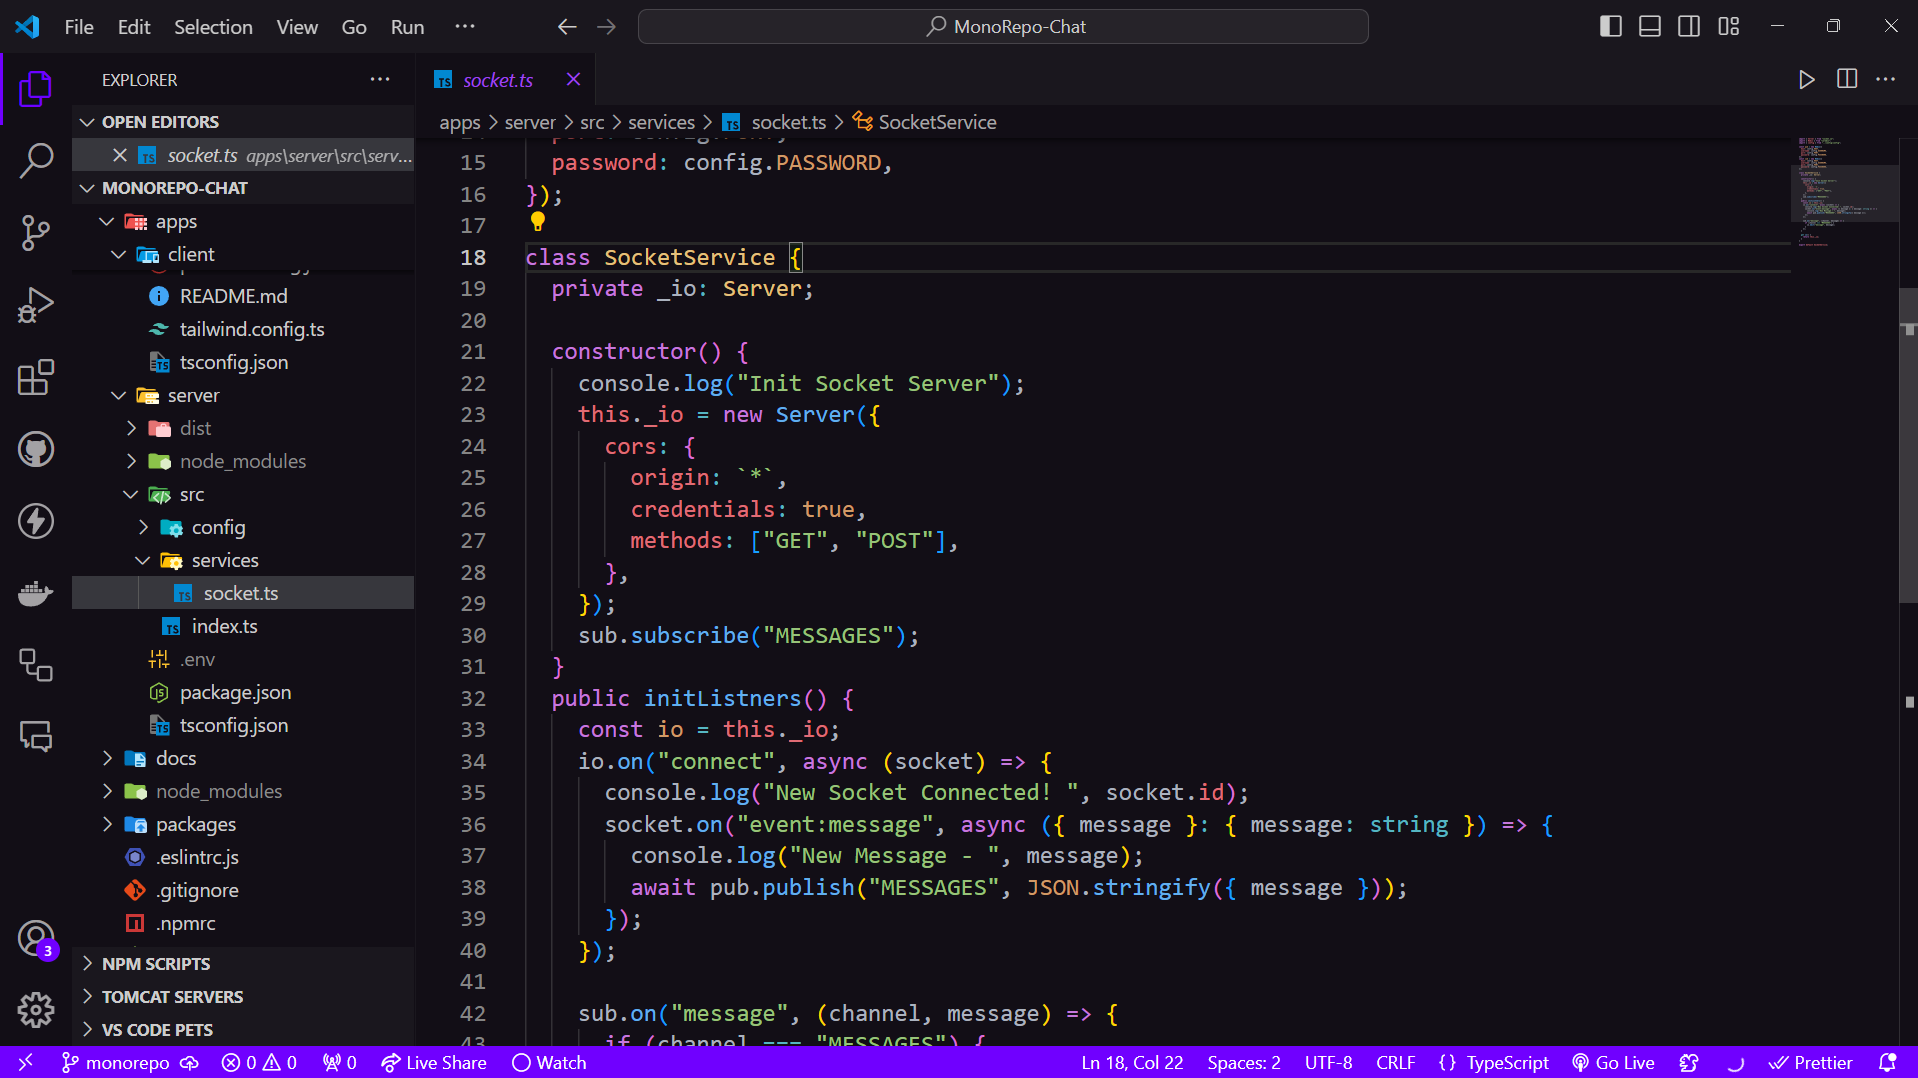 File Edit Selection View Go Run ···
MonoRepo-Chat
EXPLORER ···
OPEN EDITORS
socket.ts apps\server\src\serv...
MONOREPO-CHAT
apps
client
README.md
tailwind.config.ts
tsconfig.json
server
dist
node_modules
src
config
services
socket.ts
index.ts
.env
package.json
tsconfig.json
docs
node_modules
packages
.eslintrc.js
.gitignore
.npmrc
NPM SCRIPTS
TOMCAT SERVERS
VS CODE PETS
3
TS socket.ts
apps > server > src > services > TS socket.ts > SocketService
15 password: config.PASSWORD,
16 });
17
18 class SocketService {
19 private _io: Server;
20
21 constructor() {
22 console.log("Init Socket Server");
23 this._io = new Server({
24 cors: {
25 origin: `*`,
26 credentials: true,
27 methods: ["GET", "POST"],
28 },
29 });
30 sub.subscribe("MESSAGES");
31 }
32 public initListners() {
33 const io = this._io;
34 io.on("connect", async (socket) => {
35 console.log("New Socket Connected! ", socket.id);
36 socket.on("event:message", async ({ message }: { message: string }) => {
37 console.log("New Message - ", message);
38 await pub.publish("MESSAGES", JSON.stringify({ message }));
39 });
40 });
41
42 sub.on("message", (channel, message) => {
43 if (channel === "MESSAGES") {
monorepo 0 0 0 Live Share Watch Ln 18, Col 22 Spaces: 2 UTF-8 CRLF {} TypeScript Go Live Prettier